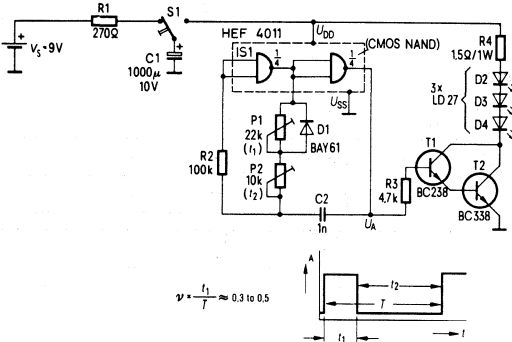 R1
270Ω
S1
HEF 4011
U_DD
(CMOS NAND)
IS1
1/4
1/4
V_S = 9V
C1
1000µ
10V
U_SS
R4
1,5Ω/1W
3x
LD 27
D2
D3
D4
P1
22k
(t₁)
D1
BAY61
R2
100k
P2
10k
(t₂)
C2
1n
U_A
R3
4,7k
T1
BC238
T2
BC338
A
t₂
T
t₁
t
ν = t₁/T ≈ 0,3 to 0,5